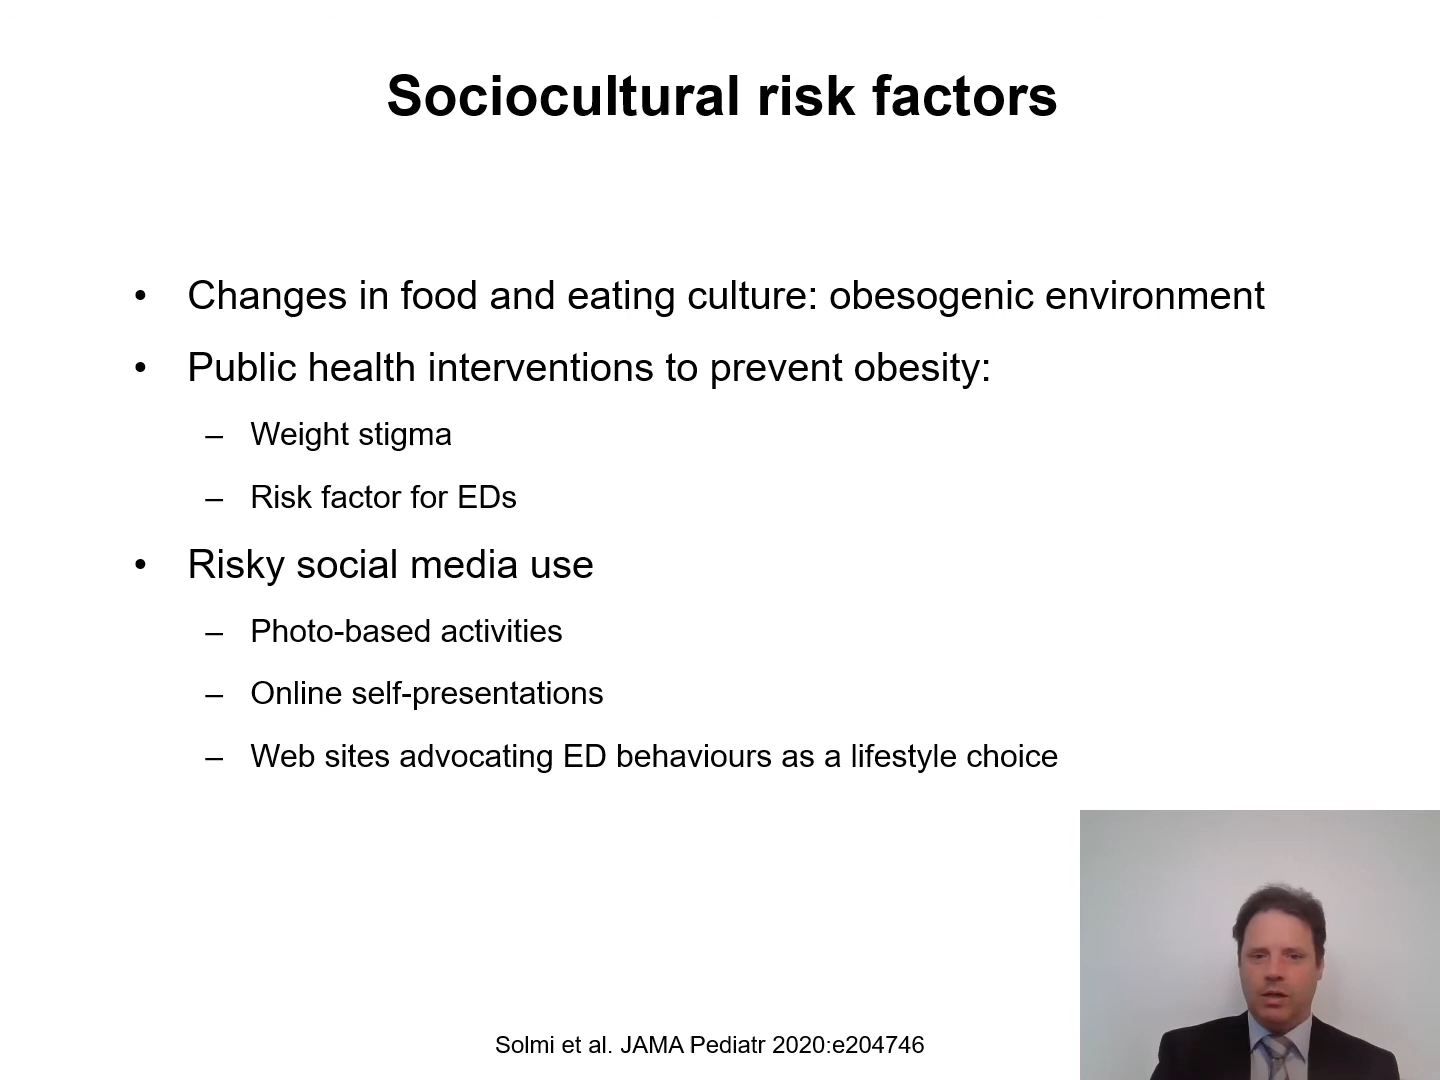 Sociocultural risk factors
• Changes in food and eating culture: obesogenic environment
• Public health interventions to prevent obesity:
– Weight stigma
– Risk factor for EDs
• Risky social media use
– Photo-based activities
– Online self-presentations
– Web sites advocating ED behaviours as a lifestyle choice
Solmi et al. JAMA Pediatr 2020:e204746